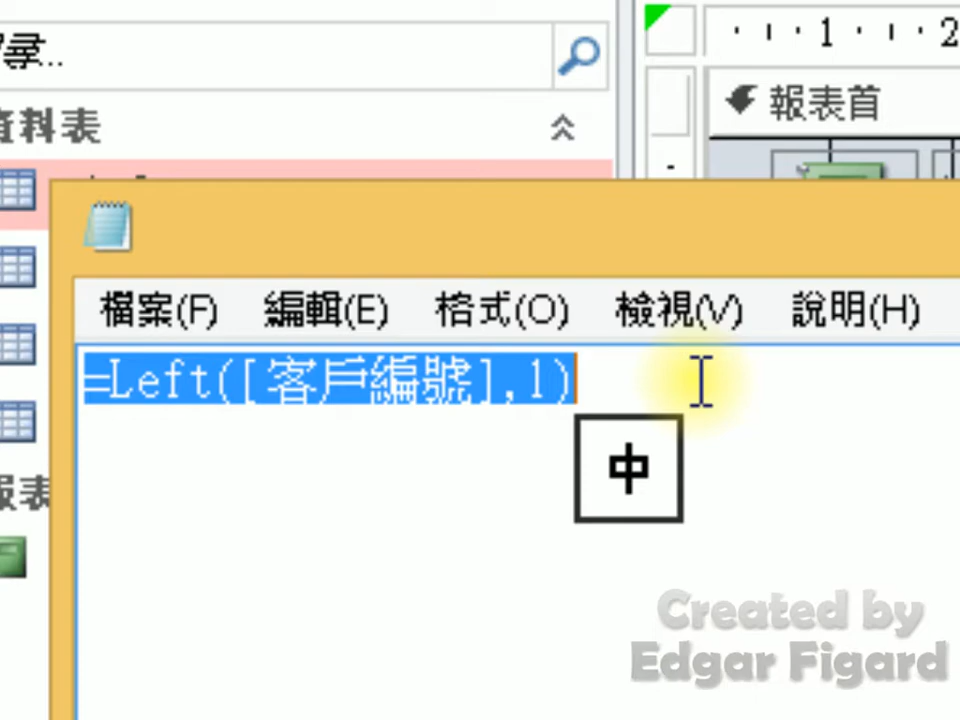 尋...
資料表
1 2
報表首
檔案(F) 編輯(E) 格式(O) 檢視(V) 說明(H)
=Left([客戶編號],1)
中
報表
Created by
Edgar Figard